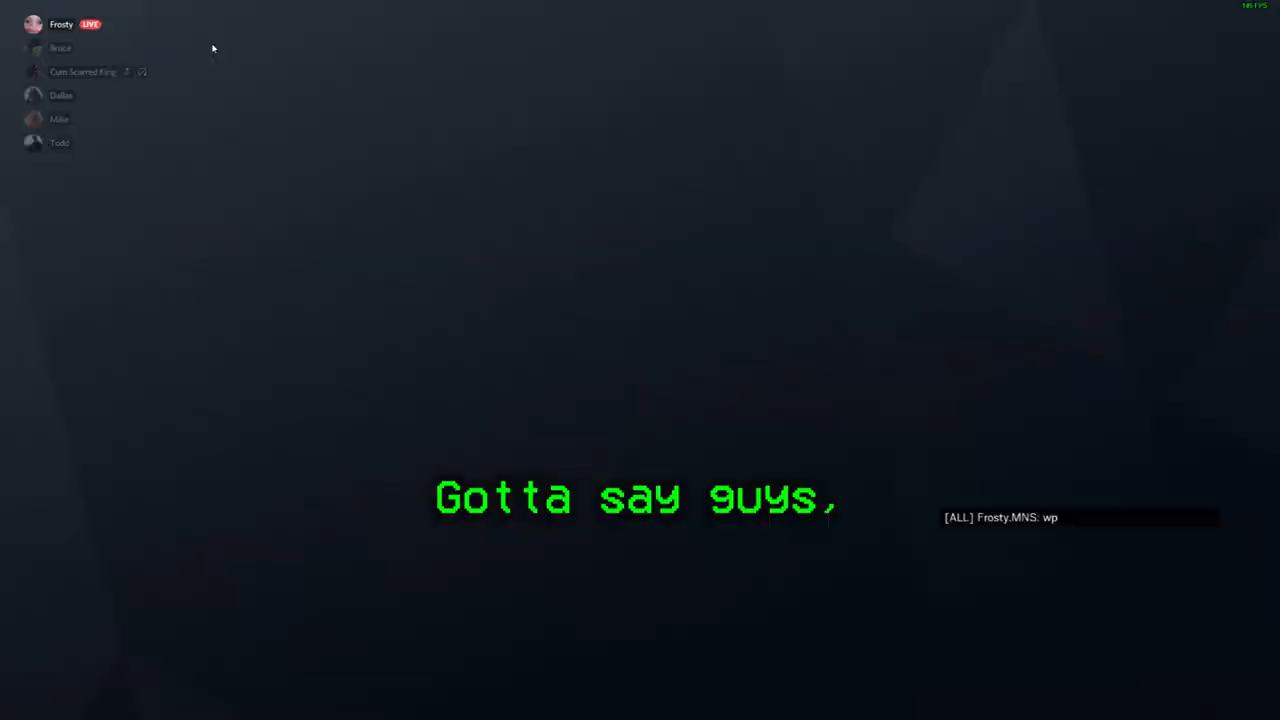 Frosty LIVE
Bruce
Cum Scarred King
Dallas
Mike
Todd
Gotta say guys,
[ALL] Frosty.MNS: wp